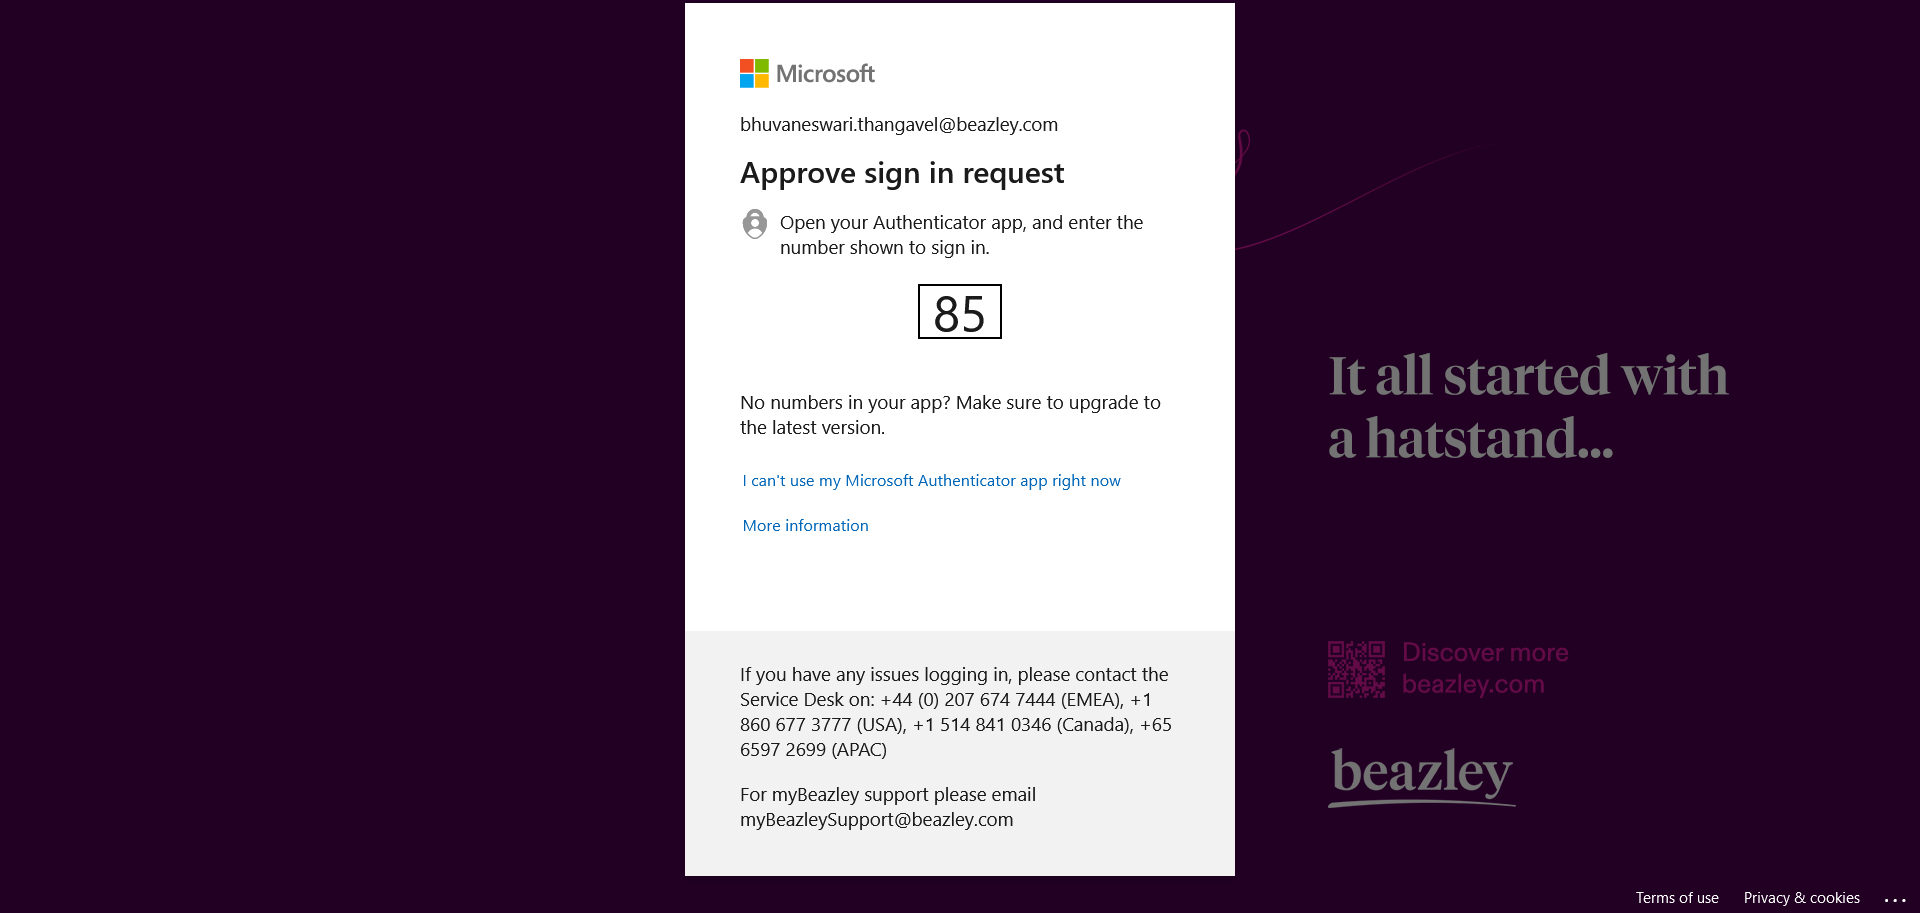 Microsoft
bhuvaneswari.thangavel@beazley.com
Approve sign in request
Open your Authenticator app, and enter the
number shown to sign in.
85
No numbers in your app? Make sure to upgrade to
the latest version.
I can't use my Microsoft Authenticator app right now
More information
If you have any issues logging in, please contact the
Service Desk on: +44 (0) 207 674 7444 (EMEA), +1
860 677 3777 (USA), +1 514 841 0346 (Canada), +65
6597 2699 (APAC)
For myBeazley support please email
myBeazleySupport@beazley.com
It all started with
a hatstand...
Discover more
beazley.com
beazley
Terms of use
Privacy & cookies
...